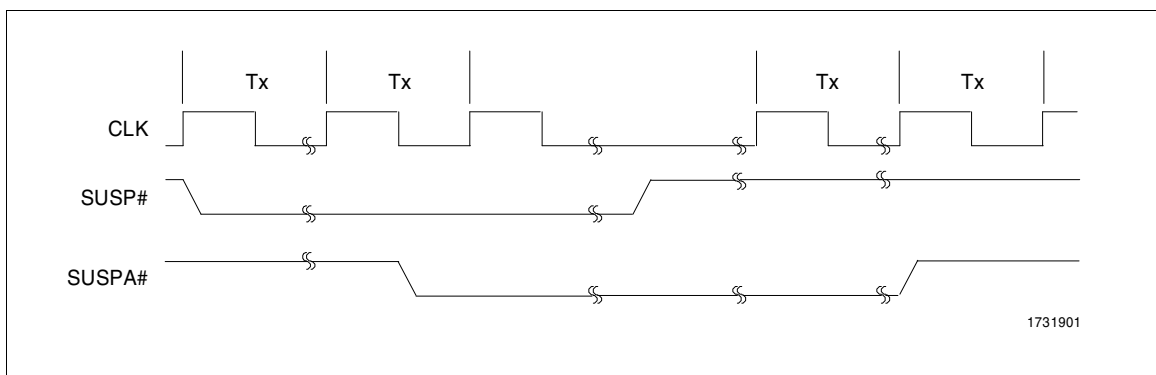 Tx Tx Tx Tx
CLK
SUSP#
SUSPA#
1731901